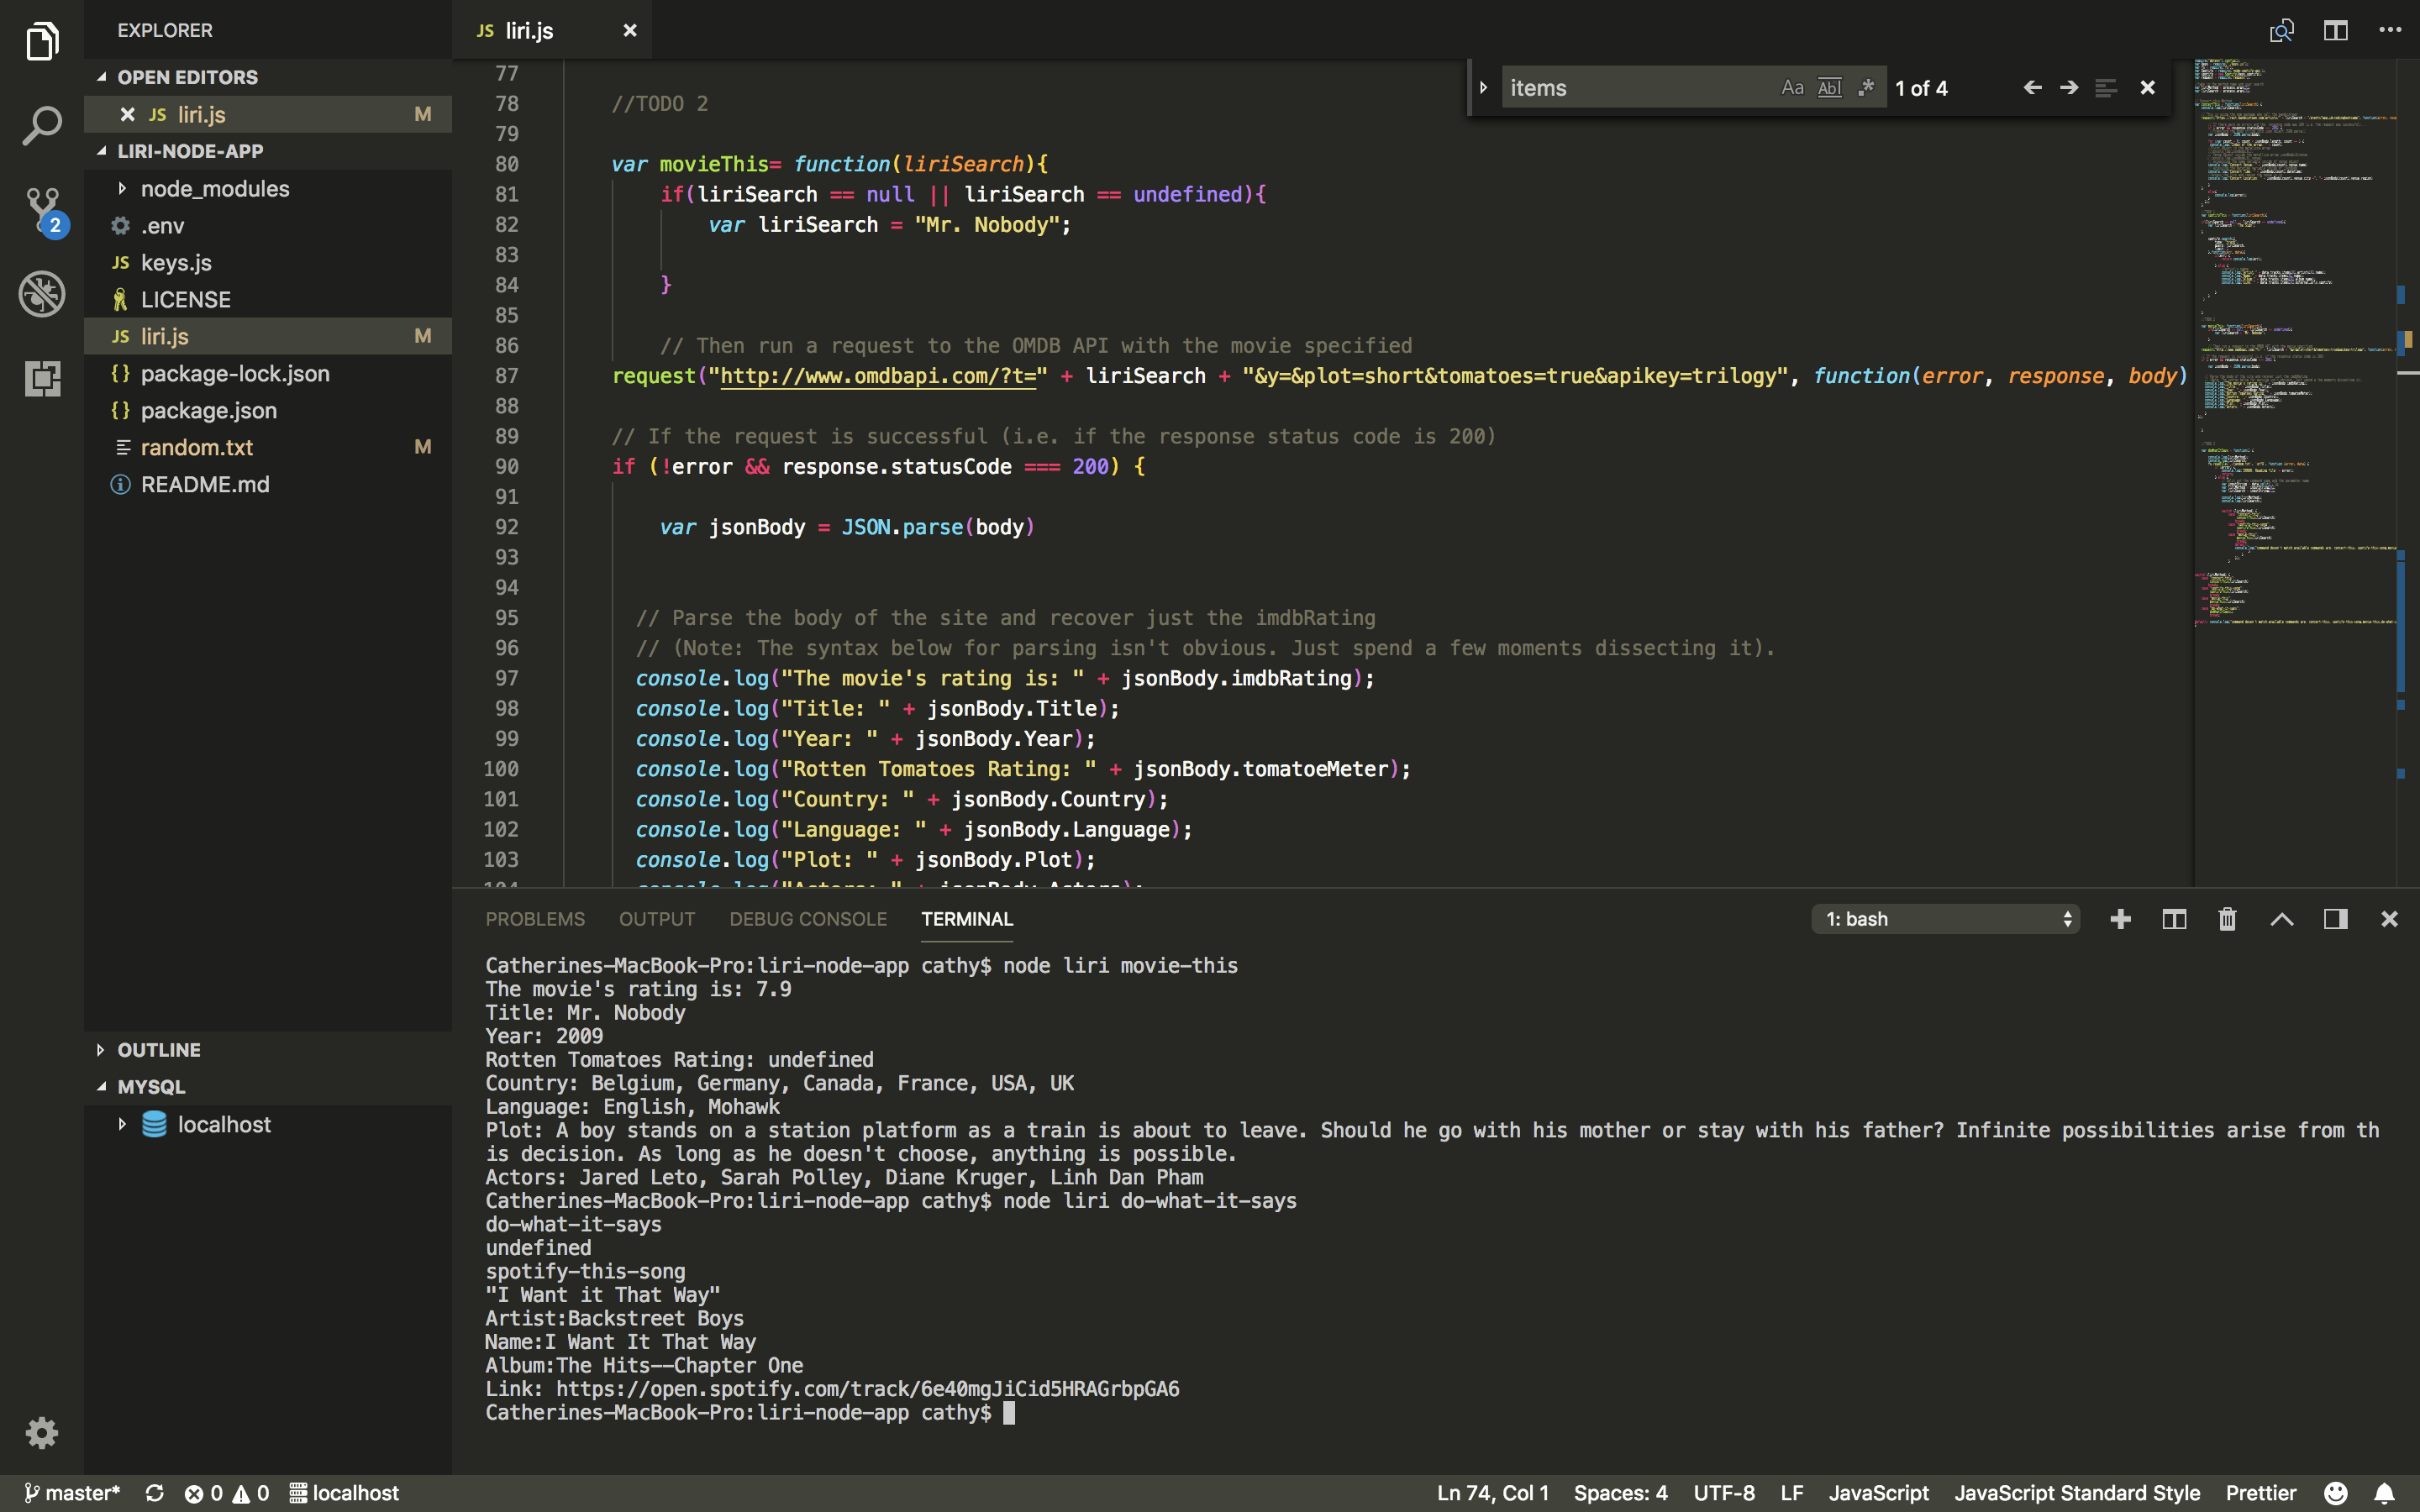 EXPLORER
OPEN EDITORS
JS liri.js M
LIRI-NODE-APP
node_modules
.env
JS keys.js
LICENSE
JS liri.js M
{} package-lock.json
{} package.json
random.txt M
README.md
OUTLINE
MYSQL
localhost
2
JS liri.js
items Aa Abl .* 1 of 4
77
78 //TODO 2
79
80 var movieThis= function(liriSearch){
81 if(liriSearch == null || liriSearch == undefined){
82 var liriSearch = "Mr. Nobody";
83
84 }
85
86 // Then run a request to the OMDB API with the movie specified
87 request("http://www.omdbapi.com/?t=" + liriSearch + "&y=&plot=short&tomatoes=true&apikey=trilogy", function(error, response, body)
88
89 // If the request is successful (i.e. if the response status code is 200)
90 if (!error && response.statusCode === 200) {
91
92 var jsonBody = JSON.parse(body)
93
94
95 // Parse the body of the site and recover just the imdbRating
96 // (Note: The syntax below for parsing isn't obvious. Just spend a few moments dissecting it).
97 console.log("The movie's rating is: " + jsonBody.imdbRating);
98 console.log("Title: " + jsonBody.Title);
99 console.log("Year: " + jsonBody.Year);
100 console.log("Rotten Tomatoes Rating: " + jsonBody.tomatoeMeter);
101 console.log("Country: " + jsonBody.Country);
102 console.log("Language: " + jsonBody.Language);
103 console.log("Plot: " + jsonBody.Plot);
104 console.log("Actors: " + jsonBody.Actors);
PROBLEMS OUTPUT DEBUG CONSOLE TERMINAL 1: bash
Catherines-MacBook-Pro:liri-node-app cathy$ node liri movie-this
The movie's rating is: 7.9
Title: Mr. Nobody
Year: 2009
Rotten Tomatoes Rating: undefined
Country: Belgium, Germany, Canada, France, USA, UK
Language: English, Mohawk
Plot: A boy stands on a station platform as a train is about to leave. Should he go with his mother or stay with his father? Infinite possibilities arise from th
is decision. As long as he doesn't choose, anything is possible.
Actors: Jared Leto, Sarah Polley, Diane Kruger, Linh Dan Pham
Catherines-MacBook-Pro:liri-node-app cathy$ node liri do-what-it-says
do-what-it-says
undefined
spotify-this-song
"I Want it That Way"
Artist:Backstreet Boys
Name:I Want It That Way
Album:The Hits--Chapter One
Link: https://open.spotify.com/track/6e40mgJiCid5HRAGrbpGA6
Catherines-MacBook-Pro:liri-node-app cathy$
master* 0 0 localhost Ln 74, Col 1 Spaces: 4 UTF-8 LF JavaScript JavaScript Standard Style Prettier